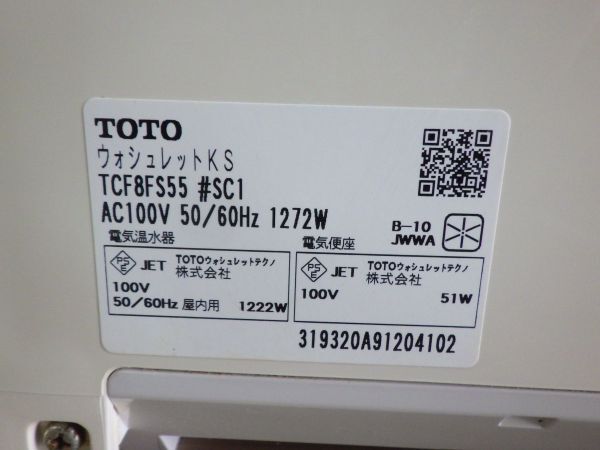 TOTO
ウォシュレットKS
TCF8FS55 #SC1
AC100V 50/60Hz 1272W
B-10
JWWA
電気温水器
PSE JET TOTOウォシュレットテクノ
株式会社
100V
50/60Hz 屋内用 1222W
電気便座
PSE JET TOTOウォシュレットテクノ
株式会社
100V 51W
319320A91204102